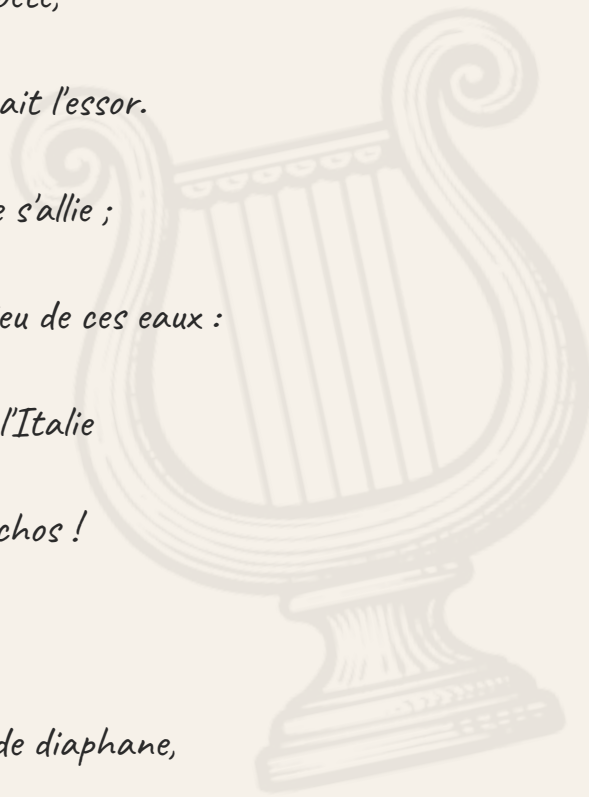 ait l'essor.
e s'allie ;
eu de ces eaux :
l'Italie
chos !
de diaphane,